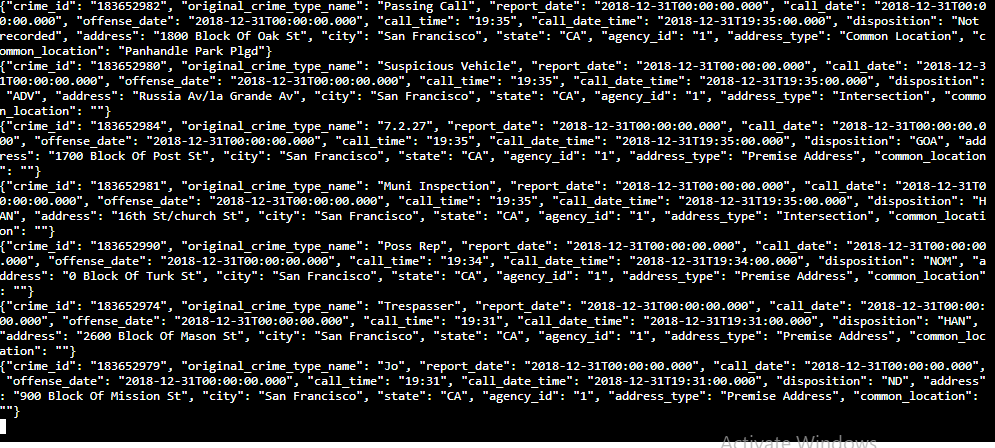 {"crime_id": "183652982", "original_crime_type_name": "Passing Call", "report_date": "2018-12-31T00:00:00.000", "call_date": "2018-12-31T00:0
0:00.000", "offense_date": "2018-12-31T00:00:00.000", "call_time": "19:35", "call_date_time": "2018-12-31T19:35:00.000", "disposition": "Not
recorded", "address": "1800 Block Of Oak St", "city": "San Francisco", "state": "CA", "agency_id": "1", "address_type": "Common Location", "c
ommon_location": "Panhandle Park Plgd"}
{"crime_id": "183652980", "original_crime_type_name": "Suspicious Vehicle", "report_date": "2018-12-31T00:00:00.000", "call_date": "2018-12-3
1T00:00:00.000", "offense_date": "2018-12-31T00:00:00.000", "call_time": "19:35", "call_date_time": "2018-12-31T19:35:00.000", "disposition":
"ADV", "address": "Russia Av/la Grande Av", "city": "San Francisco", "state": "CA", "agency_id": "1", "address_type": "Intersection", "commo
n_location": ""}
{"crime_id": "183652984", "original_crime_type_name": "7.2.27", "report_date": "2018-12-31T00:00:00.000", "call_date": "2018-12-31T00:00:00.0
00", "offense_date": "2018-12-31T00:00:00.000", "call_time": "19:35", "call_date_time": "2018-12-31T19:35:00.000", "disposition": "GOA", "add
ress": "1700 Block Of Post St", "city": "San Francisco", "state": "CA", "agency_id": "1", "address_type": "Premise Address", "common_location
": ""}
{"crime_id": "183652981", "original_crime_type_name": "Muni Inspection", "report_date": "2018-12-31T00:00:00.000", "call_date": "2018-12-31T0
0:00:00.000", "offense_date": "2018-12-31T00:00:00.000", "call_time": "19:35", "call_date_time": "2018-12-31T19:35:00.000", "disposition": "H
AN", "address": "16th St/church St", "city": "San Francisco", "state": "CA", "agency_id": "1", "address_type": "Intersection", "common_locati
on": ""}
{"crime_id": "183652990", "original_crime_type_name": "Poss Rep", "report_date": "2018-12-31T00:00:00.000", "call_date": "2018-12-31T00:00:00
.000", "offense_date": "2018-12-31T00:00:00.000", "call_time": "19:34", "call_date_time": "2018-12-31T19:34:00.000", "disposition": "NOM", "a
ddress": "0 Block Of Turk St", "city": "San Francisco", "state": "CA", "agency_id": "1", "address_type": "Premise Address", "common_location"
: ""}
{"crime_id": "183652974", "original_crime_type_name": "Trespasser", "report_date": "2018-12-31T00:00:00.000", "call_date": "2018-12-31T00:00:
00.000", "offense_date": "2018-12-31T00:00:00.000", "call_time": "19:31", "call_date_time": "2018-12-31T19:31:00.000", "disposition": "HAN",
"address": "2600 Block Of Mason St", "city": "San Francisco", "state": "CA", "agency_id": "1", "address_type": "Premise Address", "common_loc
ation": ""}
{"crime_id": "183652979", "original_crime_type_name": "Jo", "report_date": "2018-12-31T00:00:00.000", "call_date": "2018-12-31T00:00:00.000",
"offense_date": "2018-12-31T00:00:00.000", "call_time": "19:31", "call_date_time": "2018-12-31T19:31:00.000", "disposition": "ND", "address"
: "900 Block Of Mission St", "city": "San Francisco", "state": "CA", "agency_id": "1", "address_type": "Premise Address", "common_location":
""}
Activate Windows